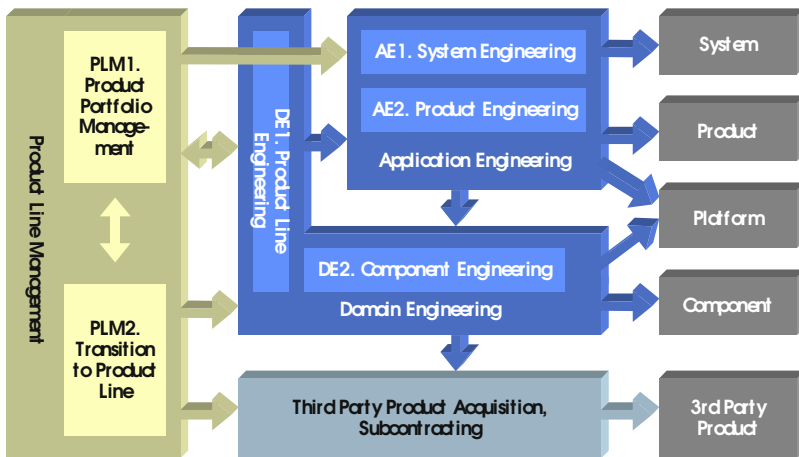 Product Line Management
PLM1.
Product
Portfolio
Manage-
ment
PLM2.
Transition
to Product
Line
DE1. Product Line
Engineering
AE1. System Engineering
AE2. Product Engineering
Application Engineering
DE2. Component Engineering
Domain Engineering
Third Party Product Acquisition,
Subcontracting
System
Product
Platform
Component
3rd Party
Product